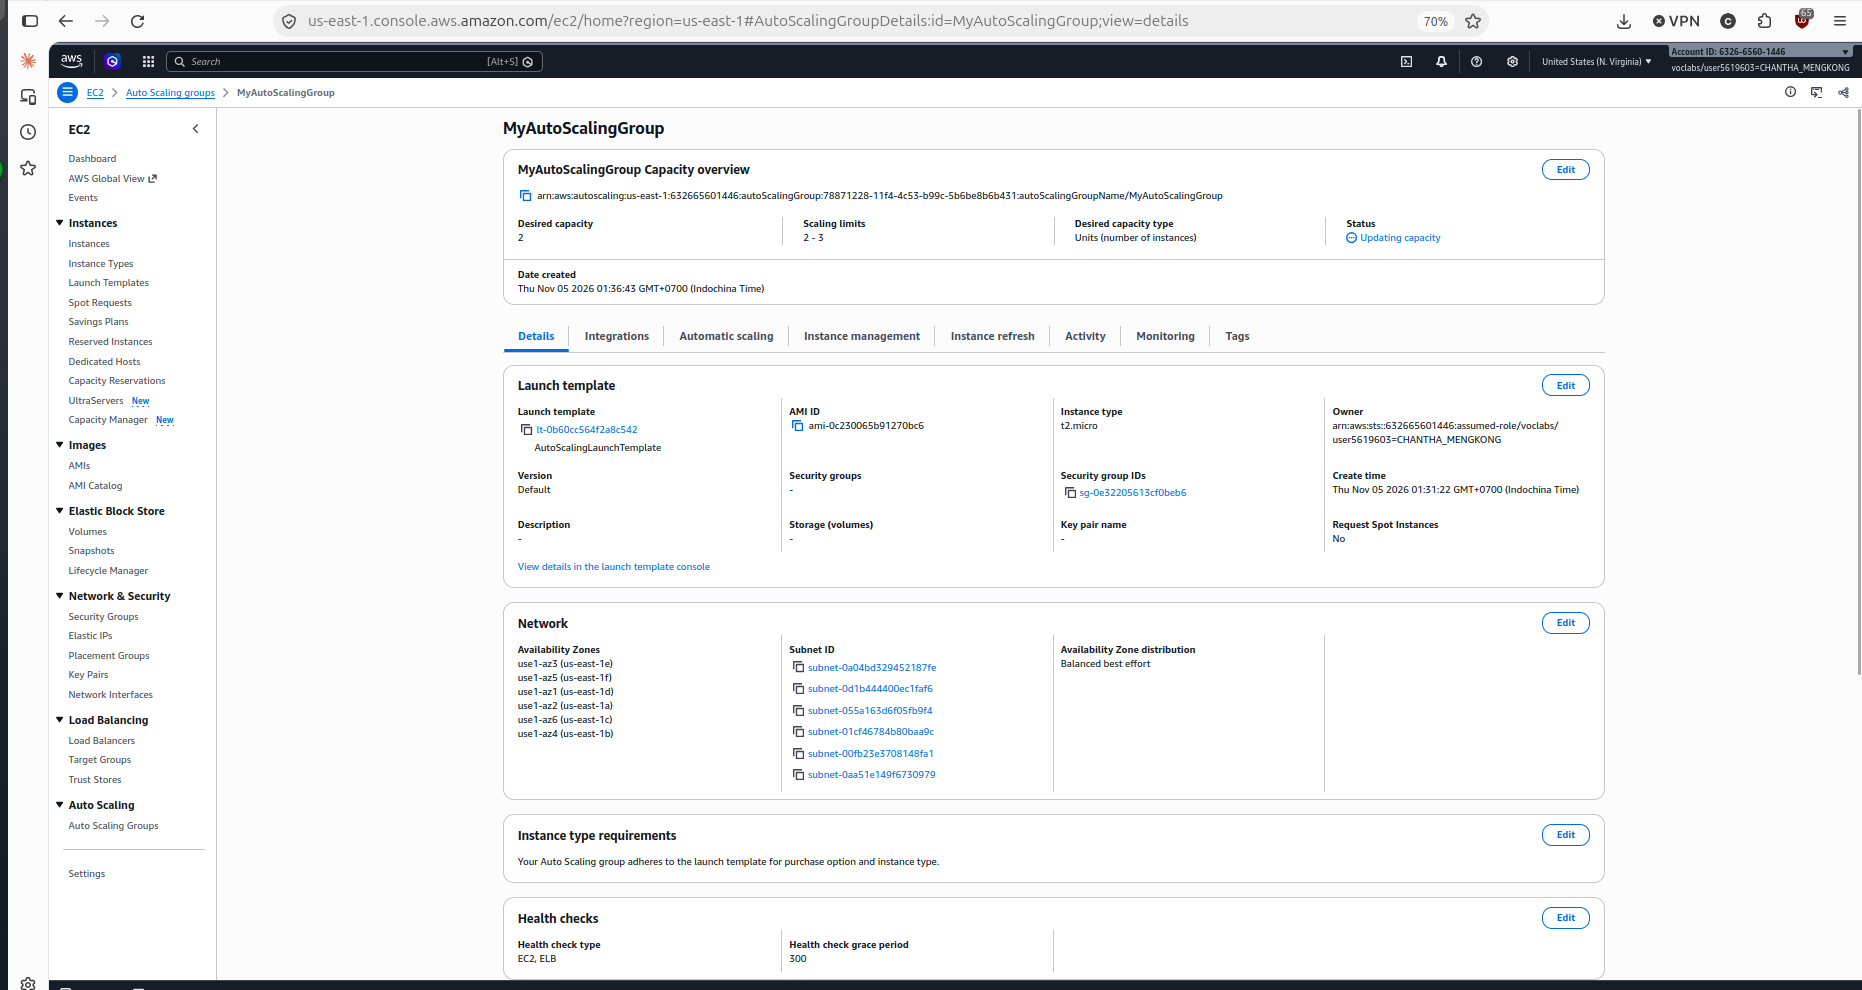 us-east-1.console.aws.amazon.com/ec2/home?region=us-east-1#AutoScalingGroupDetails:id=MyAutoScalingGroup;view=details
70%
VPN
C
65
aws
Search
[Alt+S]
United States (N. Virginia)
Account ID: 6326-6560-1446
voclabs/user5619603=CHANTHA_MENGKONG
EC2
Auto Scaling groups
MyAutoScalingGroup
EC2
Dashboard
AWS Global View
Events
Instances
Instances
Instance Types
Launch Templates
Spot Requests
Savings Plans
Reserved Instances
Dedicated Hosts
Capacity Reservations
UltraServers New
Capacity Manager New
Images
AMIs
AMI Catalog
Elastic Block Store
Volumes
Snapshots
Lifecycle Manager
Network & Security
Security Groups
Elastic IPs
Placement Groups
Key Pairs
Network Interfaces
Load Balancing
Load Balancers
Target Groups
Trust Stores
Auto Scaling
Auto Scaling Groups
Settings
MyAutoScalingGroup
MyAutoScalingGroup Capacity overview
Edit
arn:aws:autoscaling:us-east-1:632665601446:autoScalingGroup:78871228-11f4-4c53-b99c-5b6be8b6b431:autoScalingGroupName/MyAutoScalingGroup
Desired capacity
2
Scaling limits
2 - 3
Desired capacity type
Units (number of instances)
Status
Updating capacity
Date created
Thu Nov 05 2026 01:36:43 GMT+0700 (Indochina Time)
Details
Integrations
Automatic scaling
Instance management
Instance refresh
Activity
Monitoring
Tags
Launch template
Edit
Launch template
lt-0b60cc564f2a8c542
AutoScalingLaunchTemplate
AMI ID
ami-0c230065b91270bc6
Instance type
t2.micro
Owner
arn:aws:sts::632665601446:assumed-role/voclabs/
user5619603=CHANTHA_MENGKONG
Version
Default
Security groups
-
Security group IDs
sg-0e32205613cf0beb6
Create time
Thu Nov 05 2026 01:31:22 GMT+0700 (Indochina Time)
Description
-
Storage (volumes)
-
Key pair name
-
Request Spot Instances
No
View details in the launch template console
Network
Edit
Availability Zones
use1-az3 (us-east-1e)
use1-az5 (us-east-1f)
use1-az1 (us-east-1d)
use1-az2 (us-east-1a)
use1-az6 (us-east-1c)
use1-az4 (us-east-1b)
Subnet ID
subnet-0a04bd329452187fe
subnet-0d1b444400ec1faf6
subnet-055a163d6f05fb9f4
subnet-01cf46784b80baa9c
subnet-00fb23e3708148fa1
subnet-0aa51e149f6730979
Availability Zone distribution
Balanced best effort
Instance type requirements
Edit
Your Auto Scaling group adheres to the launch template for purchase option and instance type.
Health checks
Edit
Health check type
EC2, ELB
Health check grace period
300